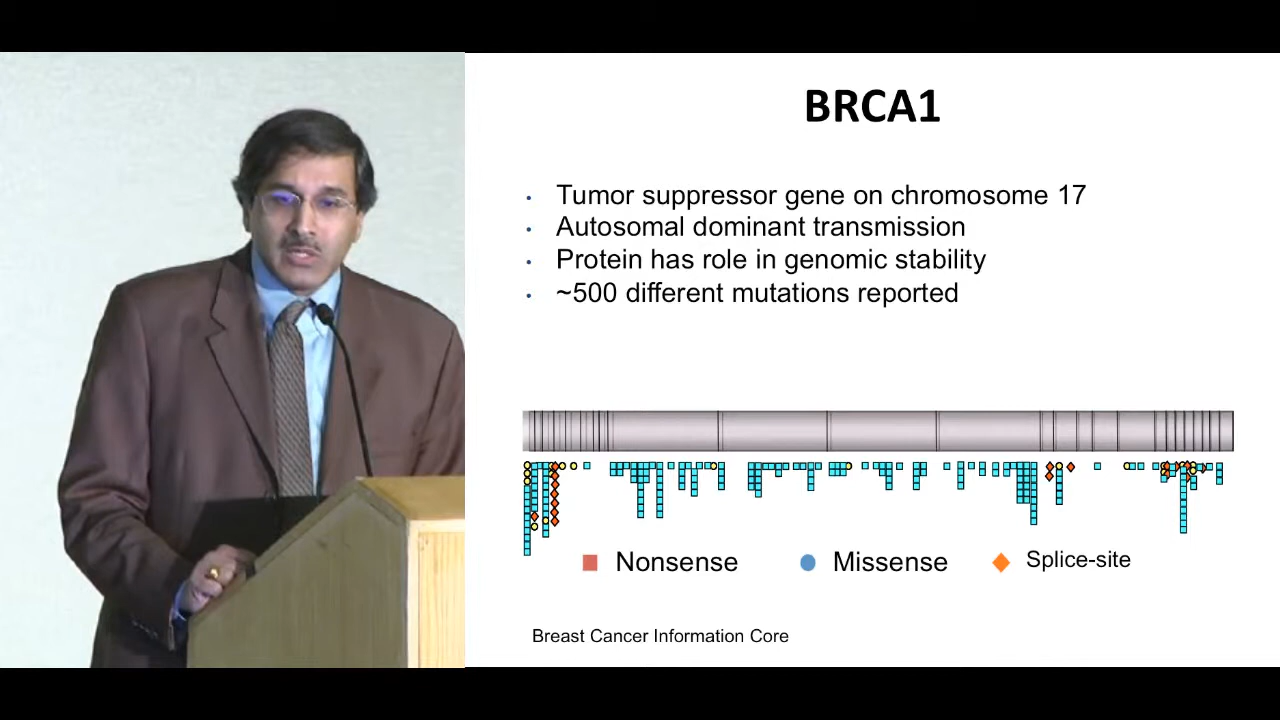 BRCA1
• Tumor suppressor gene on chromosome 17
• Autosomal dominant transmission
• Protein has role in genomic stability
• ~500 different mutations reported
Nonsense Missense Splice-site
Breast Cancer Information Core